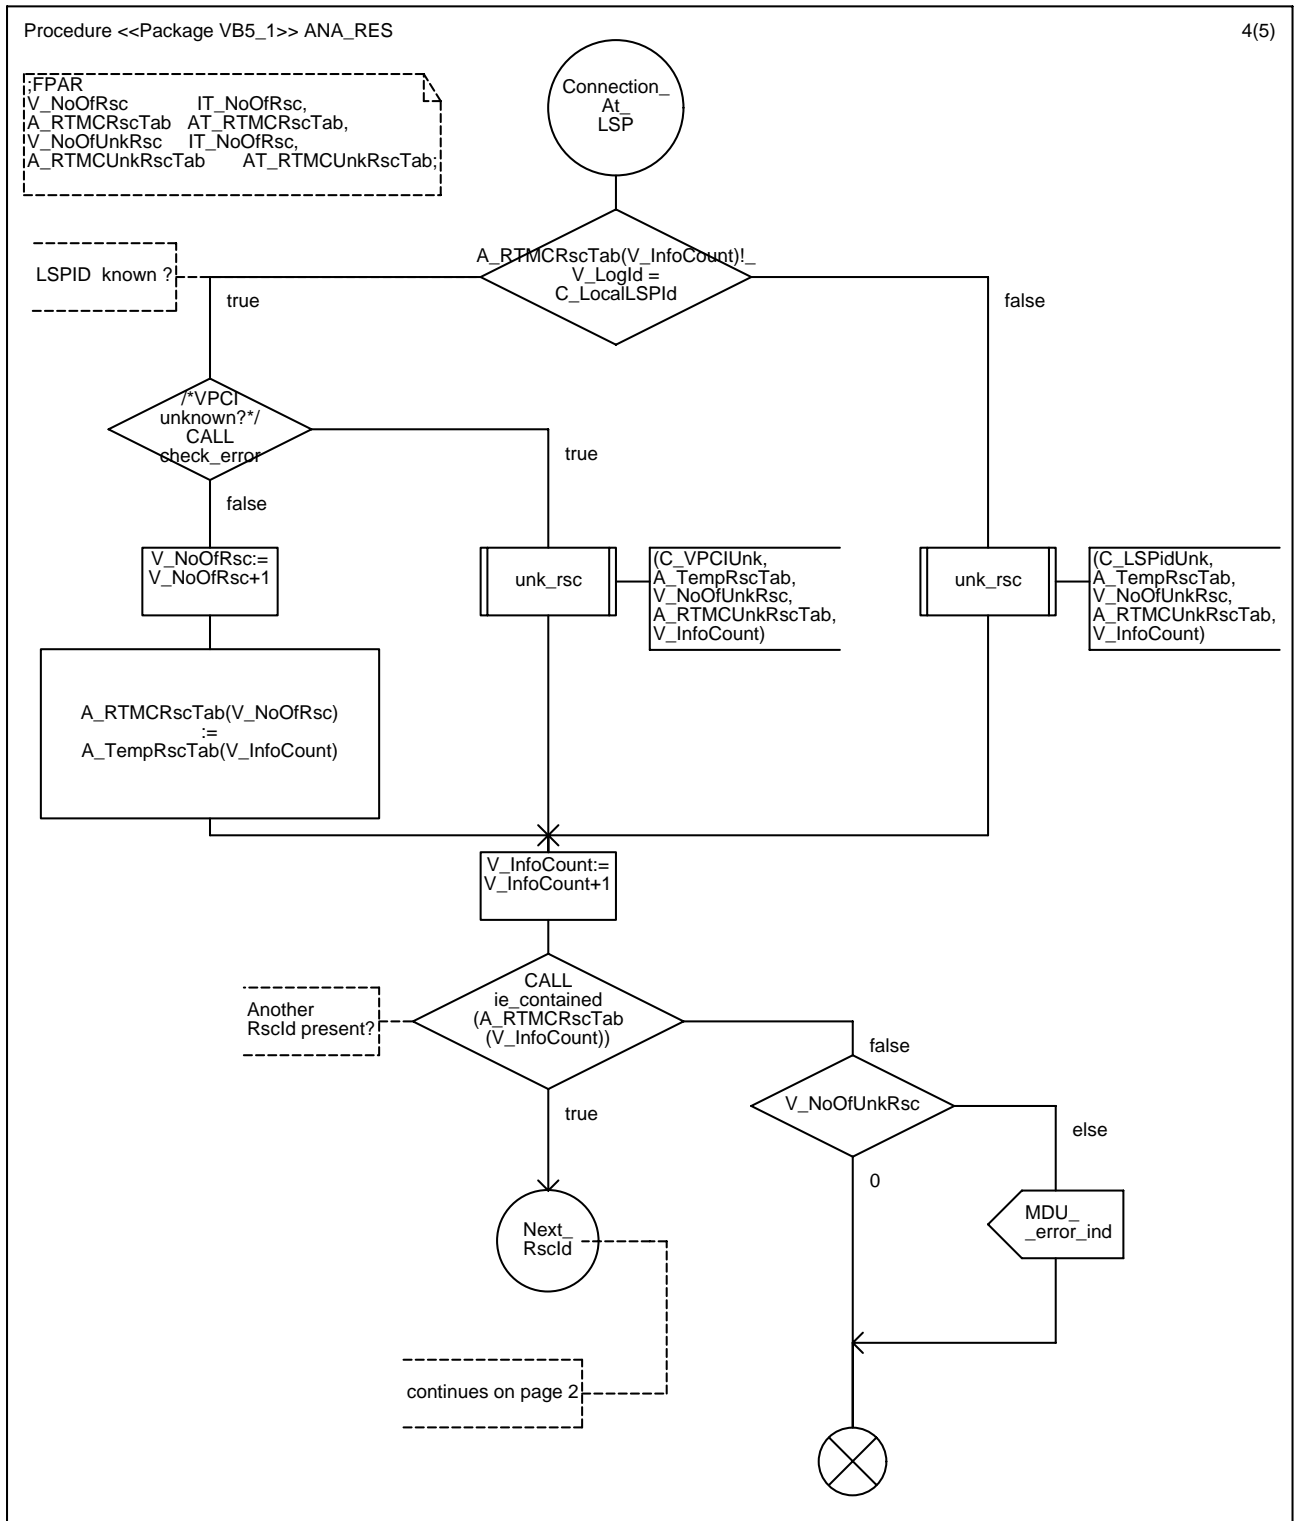 Procedure <<Package VB5_1>> ANA_RES
4(5)
;FPAR
V_NoOfRsc IT_NoOfRsc,
A_RTMCRscTab AT_RTMCRscTab,
V_NoOfUnkRsc IT_NoOfRsc,
A_RTMCUnkRscTab AT_RTMCUnkRscTab;
Connection_
At_
LSP
A_RTMCRscTab(V_InfoCount)!_
V_LogId =
C_LocalLSPId
LSPID known ?
true
false
/*VPCI
unknown?*/
CALL
check_error
true
false
V_NoOfRsc:=
V_NoOfRsc+1
unk_rsc
(C_VPCIUnk,
A_TempRscTab,
V_NoOfUnkRsc,
A_RTMCUnkRscTab,
V_InfoCount)
unk_rsc
(C_LSPidUnk,
A_TempRscTab,
V_NoOfUnkRsc,
A_RTMCUnkRscTab,
V_InfoCount)
A_RTMCRscTab(V_NoOfRsc)
:=
A_TempRscTab(V_InfoCount)
V_InfoCount:=
V_InfoCount+1
CALL
ie_contained
(A_RTMCRscTab
(V_InfoCount))
Another
RscId present?
false
true
V_NoOfUnkRsc
else
0
MDU_
_error_ind
Next_
RscId
continues on page 2